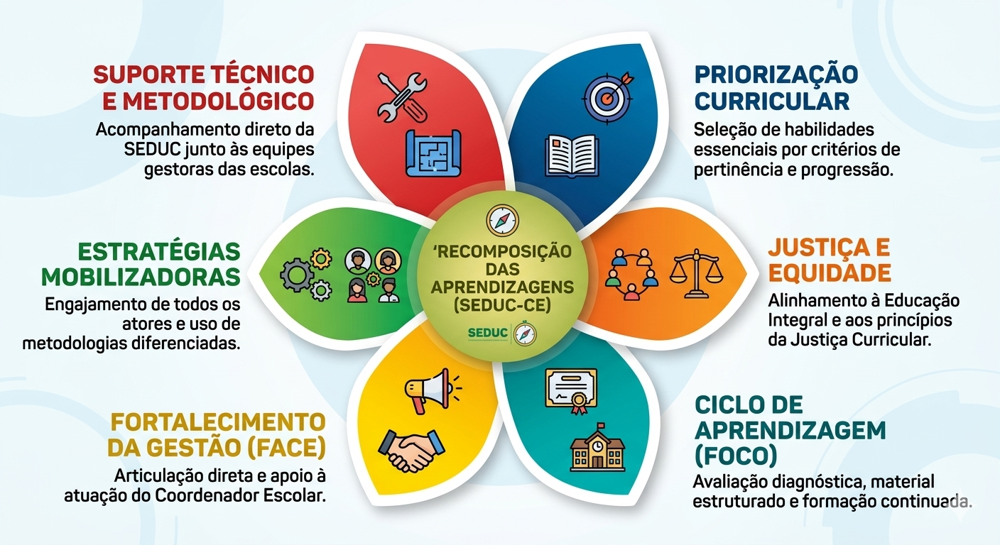 SUPORTE TÉCNICO
E METODOLÓGICO
Acompanhamento direto da
SEDUC junto às equipes
gestoras das escolas.
PRIORIZAÇÃO
CURRICULAR
Seleção de habilidades
essenciais por critérios de
pertinência e progressão.
ESTRATÉGIAS
MOBILIZADORAS
Engajamento de todos os
atores e uso de
metodologias diferenciadas.
‘RECOMPOSIÇÃO
DAS
APRENDIZAGENS
(SEDUC-CE)
SEDUC
JUSTIÇA E
EQUIDADE
Alinhamento à Educação
Integral e aos princípios
da Justiça Curricular.
FORTALECIMENTO
DA GESTÃO (FACE)
Articulação direta e apoio à
atuação do Coordenador Escolar.
CICLO DE
APRENDIZAGEM
(FOCO)
Avaliação diagnóstica, material
estruturado e formação continuada.